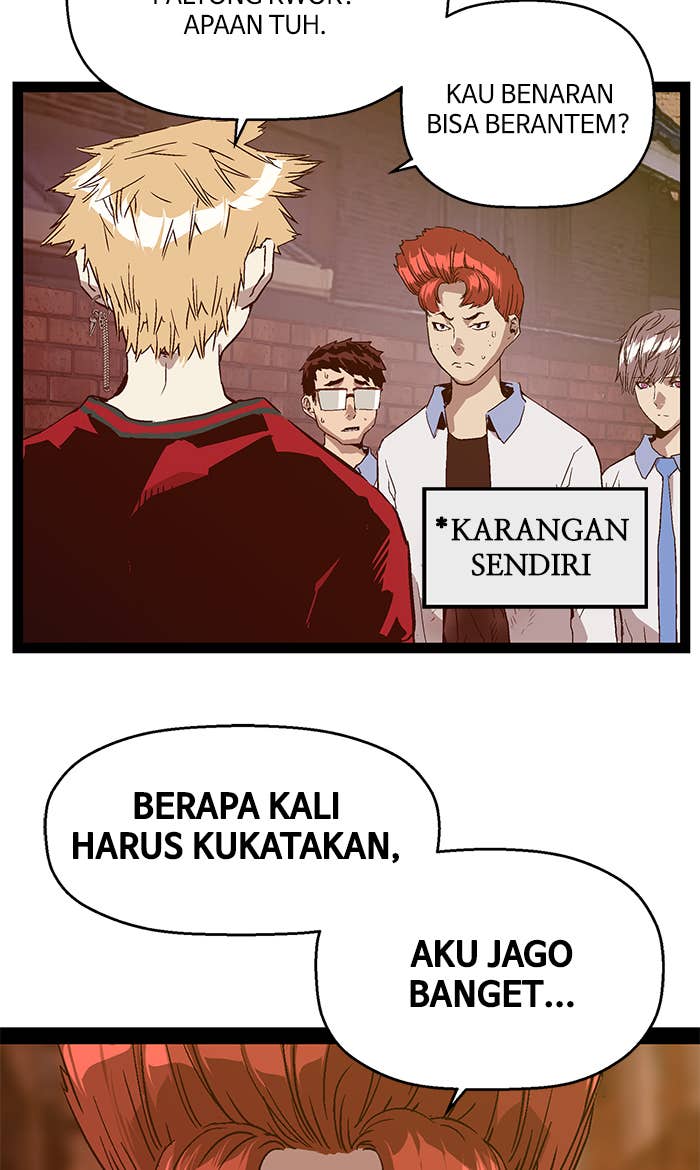 APAAN TUH.
KAU BENARAN
BISA BERANTEM?
*KARANGAN
SENDIRI
BERAPA KALI
HARUS KUKATAKAN,
AKU JAGO
BANGET...